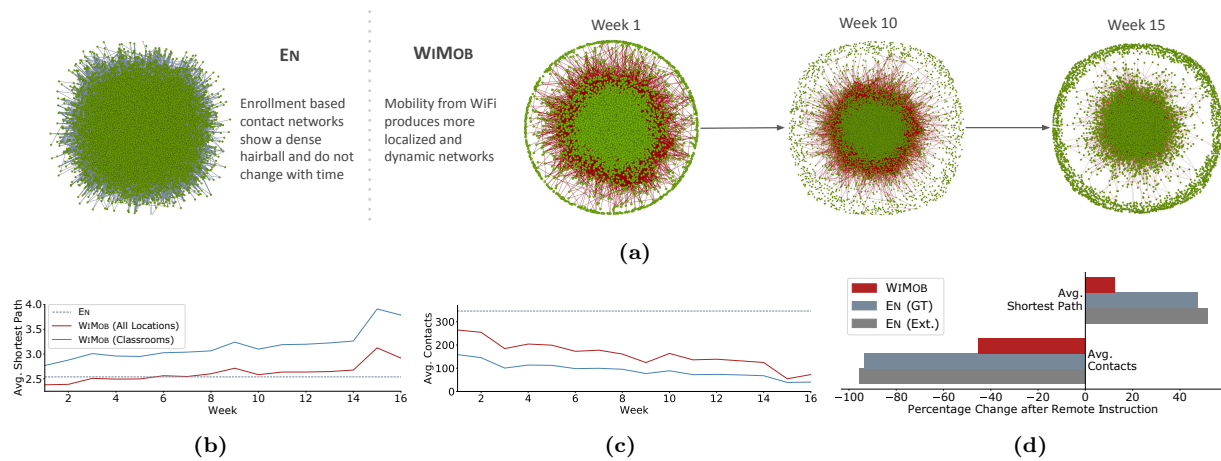 EN
Enrollment based
contact networks
show a dense
hairball and do not
change with time
WIMOB
Mobility from WiFi
produces more
localized and
dynamic networks
Week 1
Week 10
Week 15
(a)
Avg. Shortest Path
4.0
3.5
3.0
2.5
EN
WIMOB (All Locations)
WIMOB (Classrooms)
2 4 6 8 10 12 14 16
Week
(b)
Avg. Contacts
300
200
100
0
2 4 6 8 10 12 14 16
Week
(c)
WIMOB
EN (GT)
EN (Ext.)
Avg.
Shortest Path
Avg.
Contacts
−100 −80 −60 −40 −20 0 20 40
Percentage Change after Remote Instruction
(d)